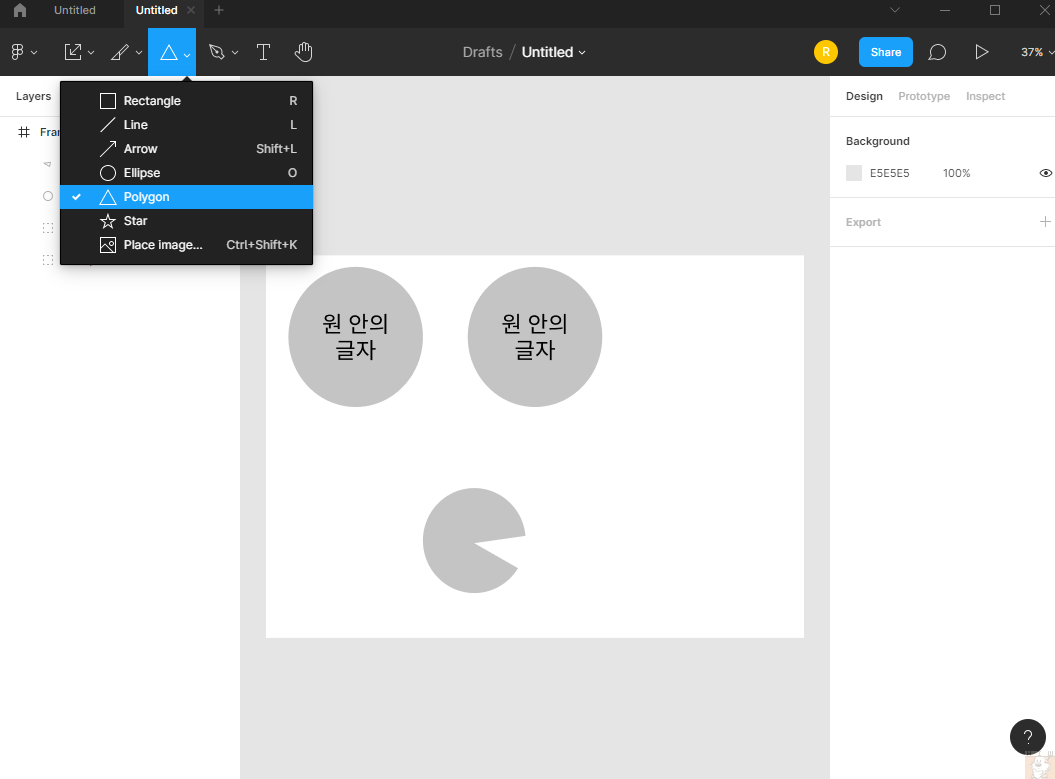 Untitled
Untitled
Drafts / Untitled
R
Share
37%
Layers
Rectangle R
Line L
Arrow Shift+L
Ellipse O
Polygon
Star
Place image... Ctrl+Shift+K
Design Prototype Inspect
Background
E5E5E5 100%
Export
원 안의
글자
원 안의
글자
?